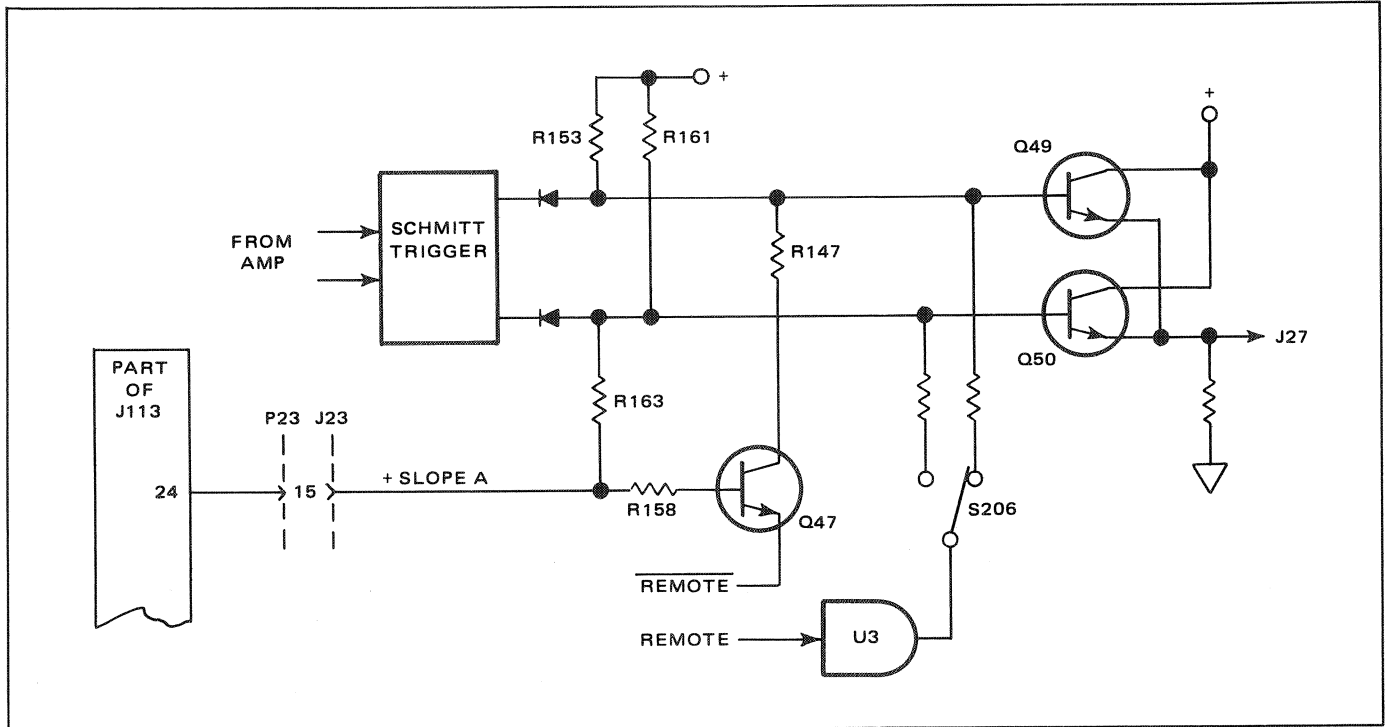 +
R153
R161
+
Q49
SCHMITT
TRIGGER
FROM
AMP
R147
J27
Q50
PART
OF
J113
P23 J23
R163
24
15
+ SLOPE A
R158
Q47
S206
REMOTE
REMOTE
U3